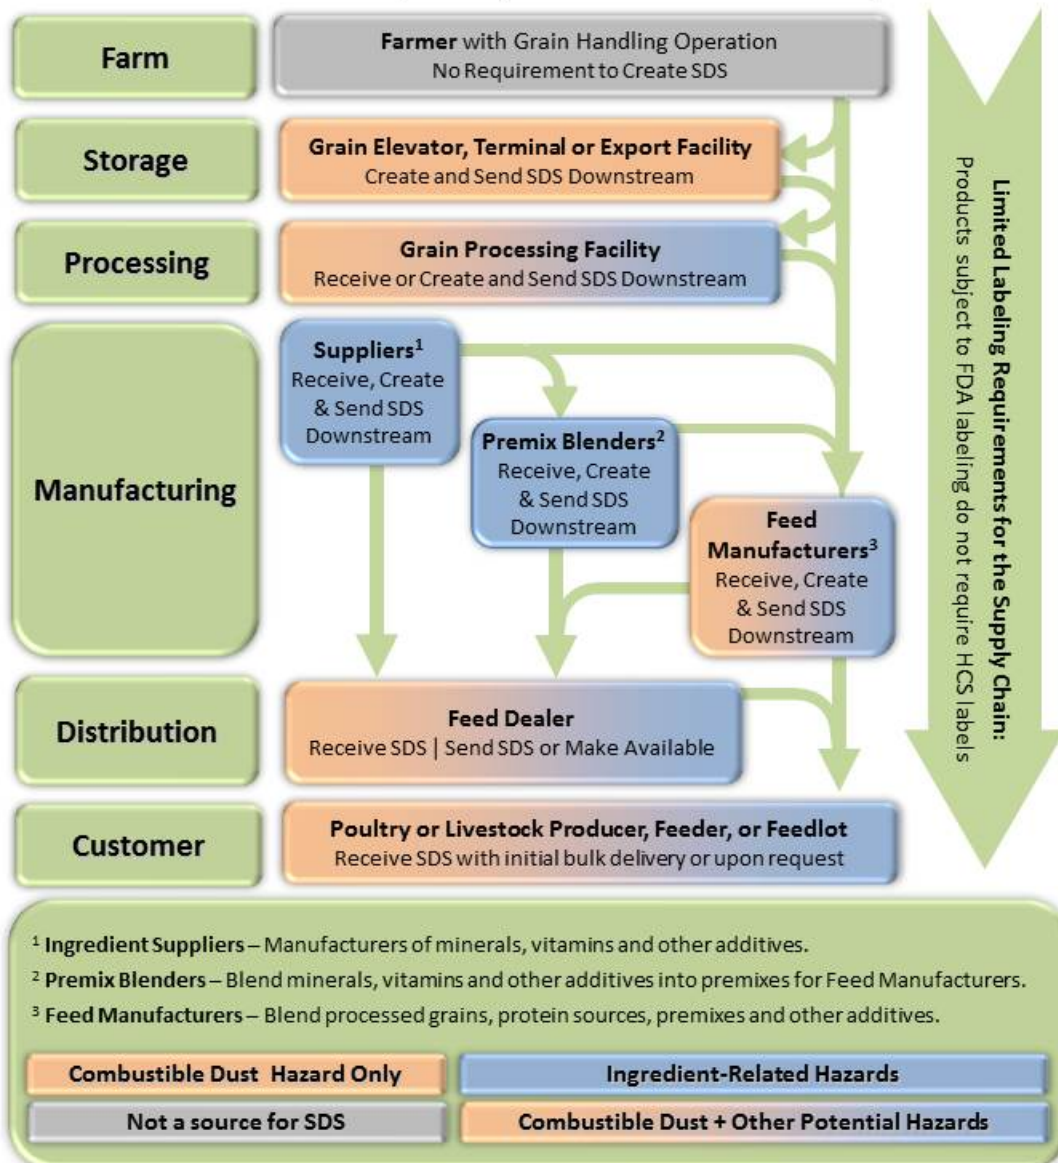 Farm
Farmer with Grain Handling Operation
No Requirement to Create SDS
Storage
Grain Elevator, Terminal or Export Facility
Create and Send SDS Downstream
Processing
Grain Processing Facility
Receive or Create and Send SDS Downstream
Manufacturing
Suppliers¹
Receive, Create
& Send SDS
Downstream
Premix Blenders²
Receive, Create
& Send SDS
Downstream
Feed
Manufacturers³
Receive, Create
& Send SDS
Downstream
Distribution
Feed Dealer
Receive SDS | Send SDS or Make Available
Customer
Poultry or Livestock Producer, Feeder, or Feedlot
Receive SDS with initial bulk delivery or upon request
Limited Labeling Requirements for the Supply Chain:
Products subject to FDA labeling do not require HCS labels
¹ Ingredient Suppliers – Manufacturers of minerals, vitamins and other additives.
² Premix Blenders – Blend minerals, vitamins and other additives into premixes for Feed Manufacturers.
³ Feed Manufacturers – Blend processed grains, protein sources, premixes and other additives.
Combustible Dust Hazard Only
Ingredient-Related Hazards
Not a source for SDS
Combustible Dust + Other Potential Hazards